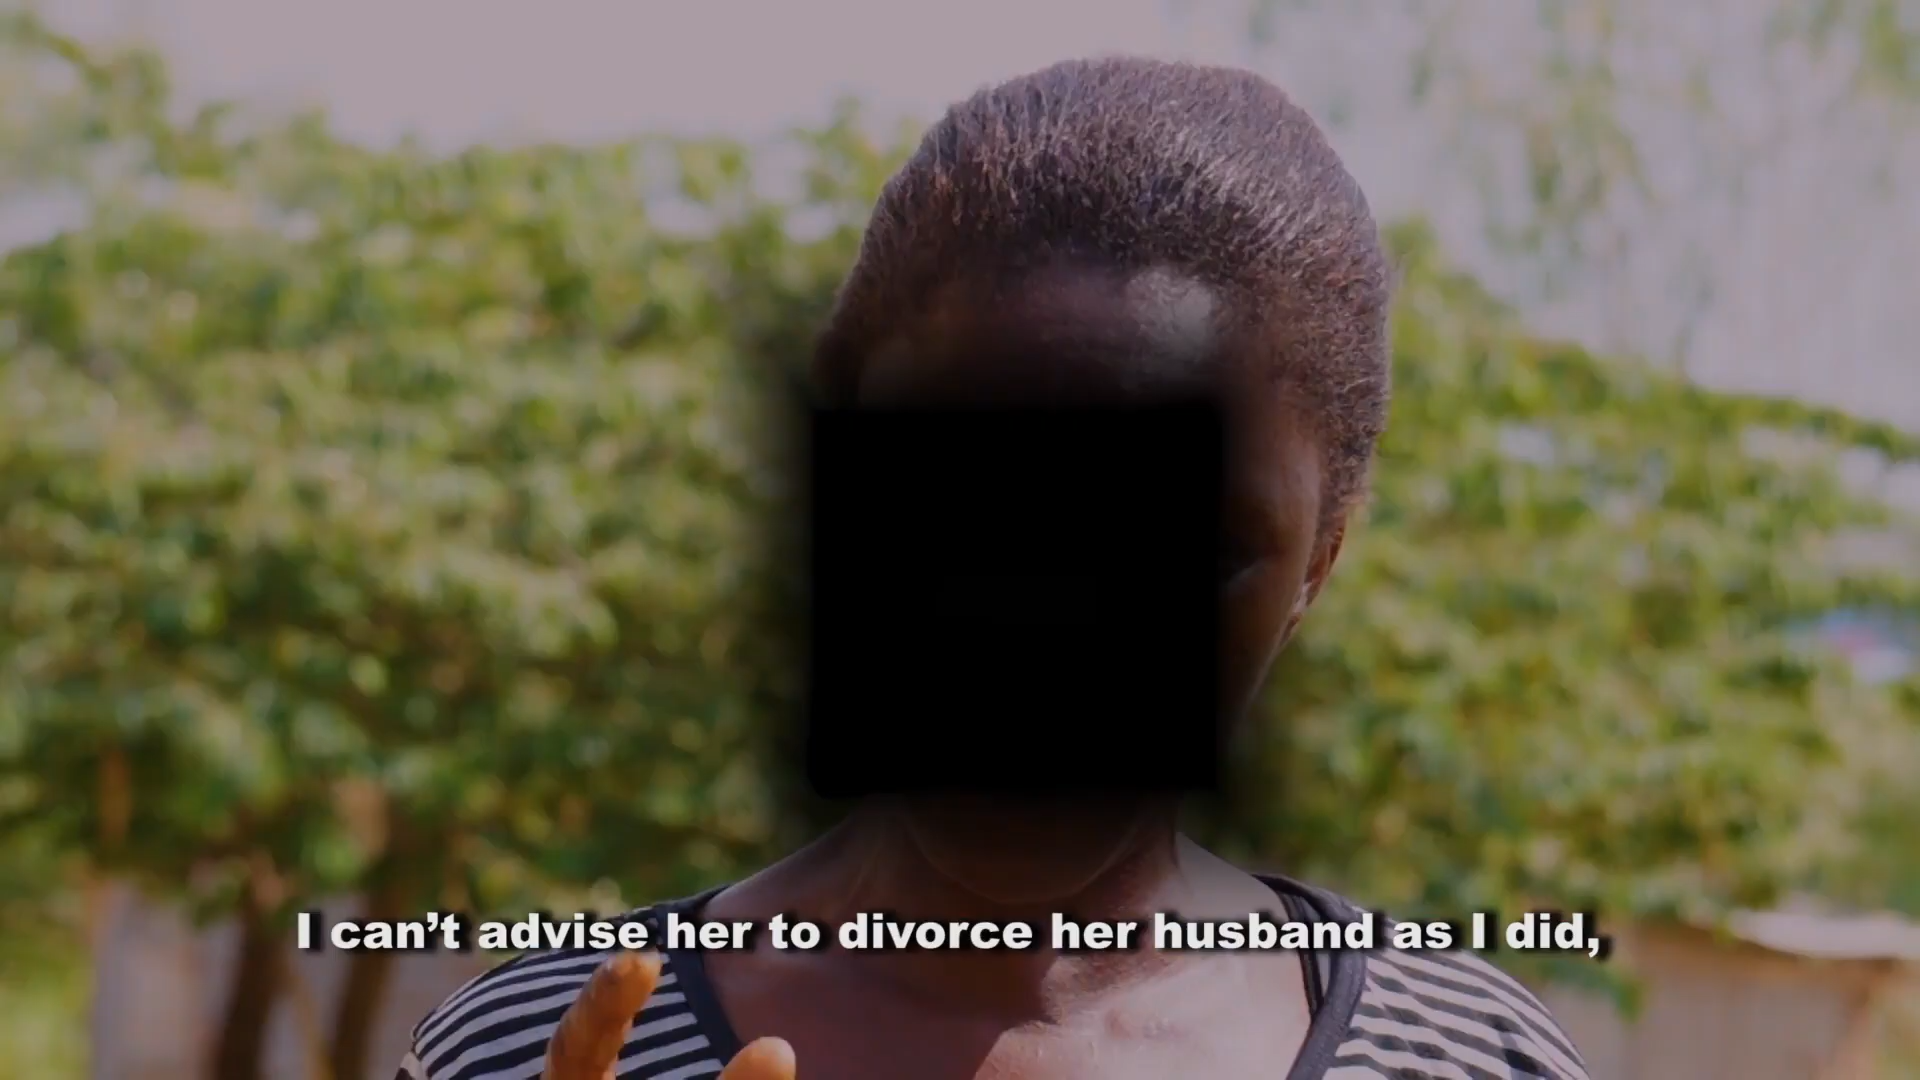 I can’t advise her to divorce her husband as I did,